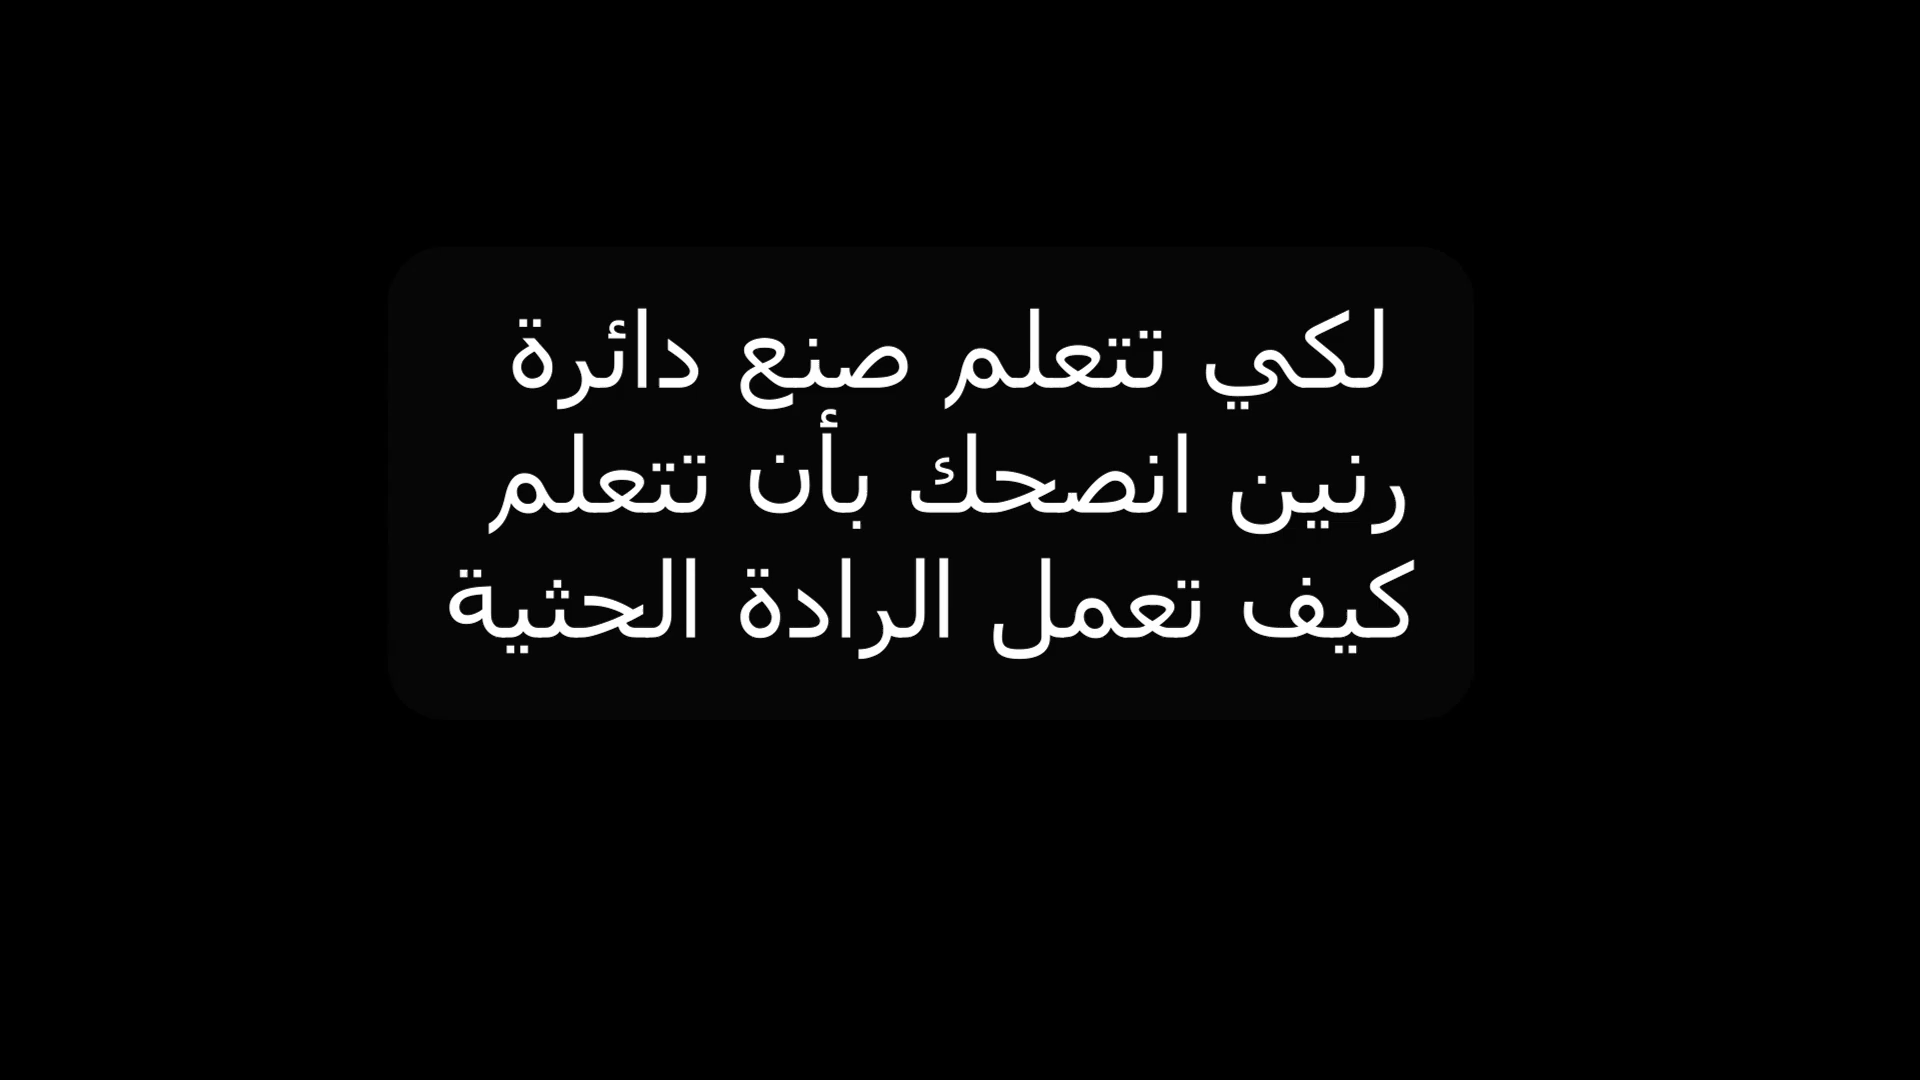 لكي تتعلم صنع دائرة
رنين انصحك بأن تتعلم
كيف تعمل الرادة الحثية